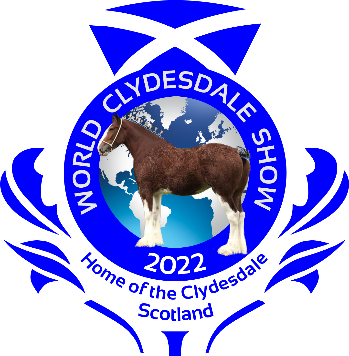 WORLD CLYDESDALE SHOW
2022
Home of the Clydesdale
Scotland